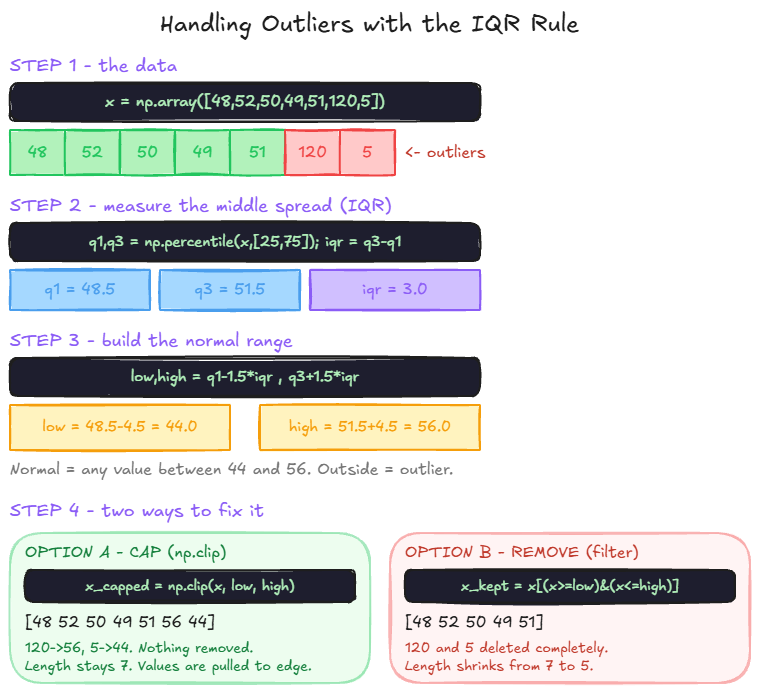 Handling Outliers with the IQR Rule
STEP 1 - the data
x = np.array([48,52,50,49,51,120,5])
48 52 50 49 51 120 5 <- outliers
STEP 2 - measure the middle spread (IQR)
q1,q3 = np.percentile(x,[25,75]); iqr = q3-q1
q1 = 48.5 q3 = 51.5 iqr = 3.0
STEP 3 - build the normal range
low,high = q1-1.5*iqr , q3+1.5*iqr
low = 48.5-4.5 = 44.0 high = 51.5+4.5 = 56.0
Normal = any value between 44 and 56. Outside = outlier.
STEP 4 - two ways to fix it
OPTION A - CAP (np.clip)
x_capped = np.clip(x, low, high)
[48 52 50 49 51 56 44]
120->56, 5->44. Nothing removed.
Length stays 7. Values are pulled to edge.
OPTION B - REMOVE (filter)
x_kept = x[(x>=low)&(x<=high)]
[48 52 50 49 51]
120 and 5 deleted completely.
Length shrinks from 7 to 5.